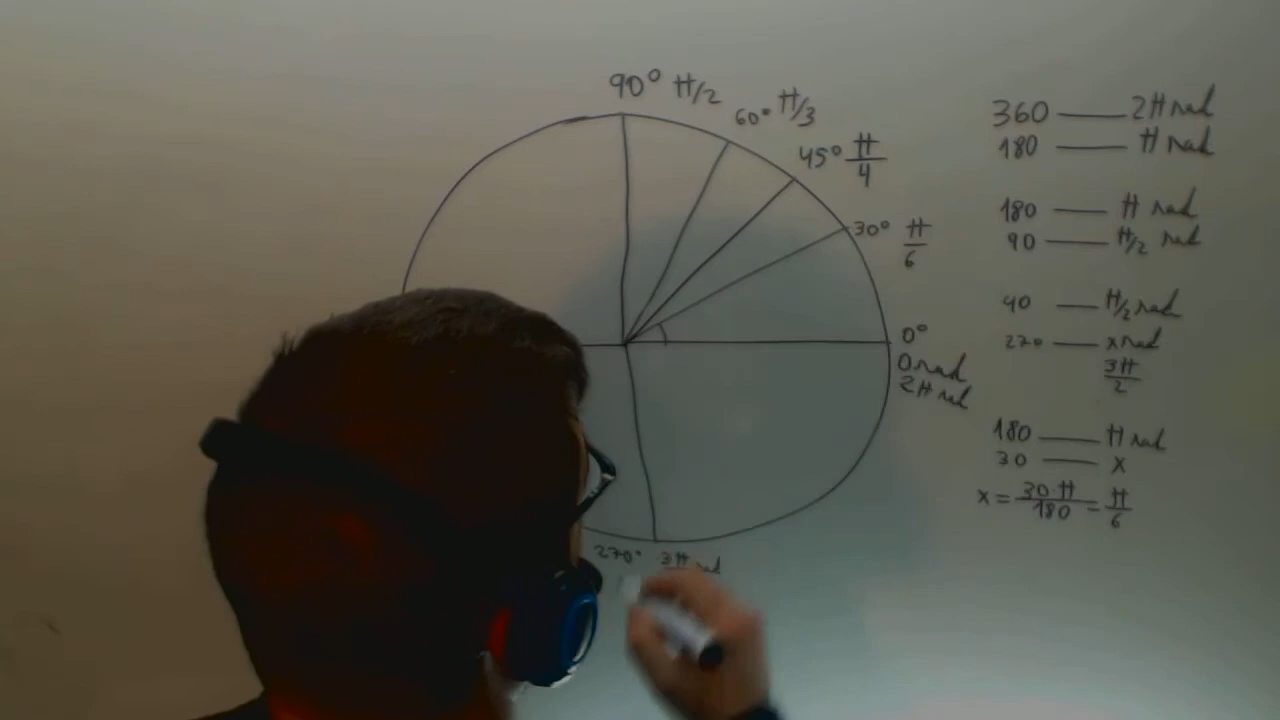 90° π/2
60° π/3
45° π/4
30° π/6
0°
0 rad
2π rad
270° 3π rad
360 — 2π rad
180 — π rad
180 — π rad
90 — π/2 rad
90 — π/2 rad
270 — x rad
3π/2
180 — π rad
30 — x
x = 30·π/180 = π/6